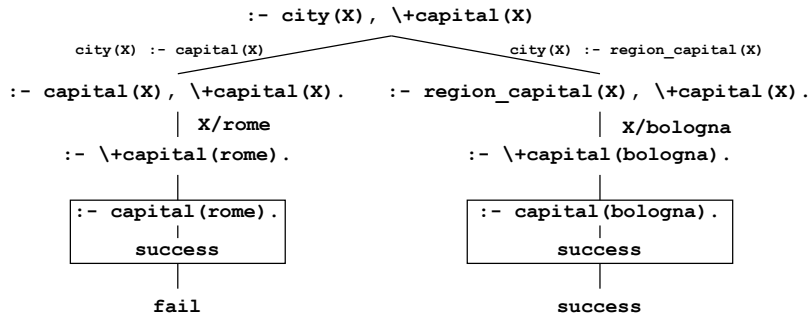 :- city(X), \+capital(X)
city(X) :- capital(X)
city(X) :- region_capital(X)
:- capital(X), \+capital(X).
:- region_capital(X), \+capital(X).
X/rome
X/bologna
:- \+capital(rome).
:- \+capital(bologna).
:- capital(rome).
:- capital(bologna).
success
success
fail
success